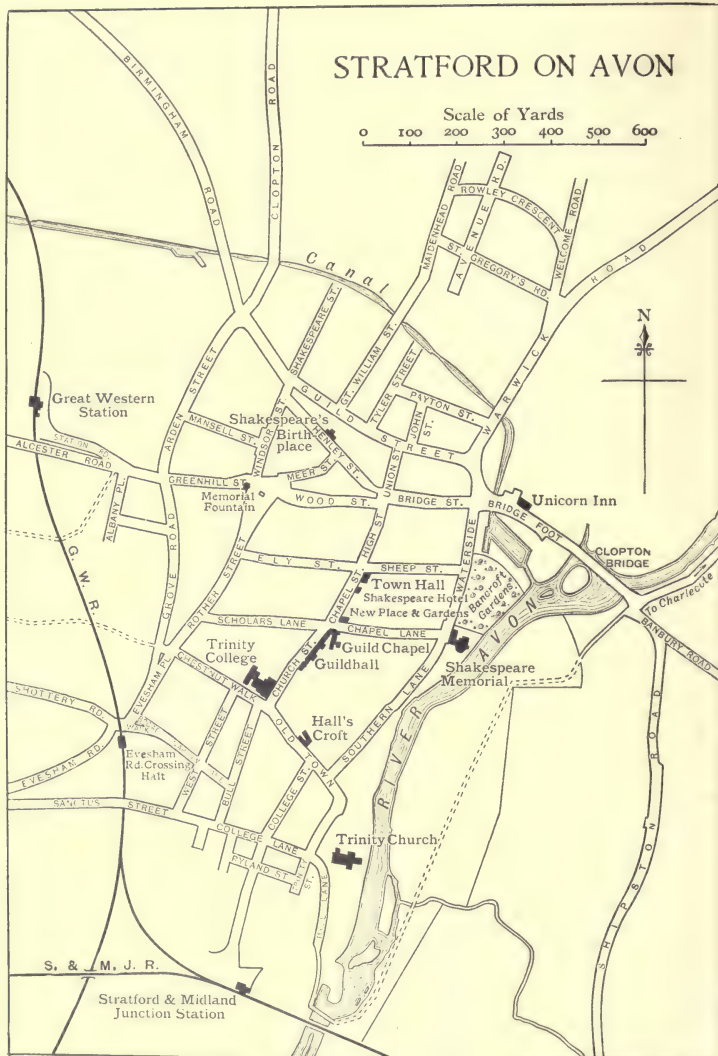 STRATFORD ON AVON
Scale of Yards
0 100 200 300 400 500 600
BIRMINGHAM ROAD
CLOPTON ROAD
MAIDENHEAD ROAD
AVENUE RD.
ROWLEY CRESCENT
WELCOME ROAD
ST. GREGORY'S RD.
WARWICK ROAD
Canal
N
SHAKESPEARE ST.
GT. WILLIAM ST.
TYLER STREET
PAYTON ST.
JOHN ST.
GUILD STREET
ARDEN STREET
MANSELL ST.
WINDSOR ST.
Shakespeare's
Birth
place
HENLEY ST.
MEER ST.
UNION ST.
Great Western
Station
STATION RD.
ALCESTER ROAD
ALBANY PL.
GREENHILL ST.
Memorial
Fountain
WOOD ST.
BRIDGE ST.
BRIDGE FOOT
Unicorn Inn
CLOPTON
BRIDGE
To Charlecote
BANBURY ROAD
G. W. R.
GROVE ROAD
ROTHER STREET
ELY ST.
HIGH ST.
SHEEP ST.
WATERSIDE
Bancroft
Gardens
Town Hall
Shakespeare Hotel
New Place & Gardens
CHAPEL ST.
SCHOLARS LANE
CHAPEL LANE
Guild Chapel
Guildhall
CHURCH ST.
Trinity
College
CHESTNUT WALK
Shakespeare
Memorial
RIVER AVON
SOUTHERN LANE
Hall's
Croft
OLD TOWN
SHOTTERY RD.
EVESHAM PL.
EVESHAM RD.
Evesham
Rd. Crossing
Halt
WEST STREET
BULL STREET
COLLEGE ST.
SANCTUS STREET
COLLEGE LANE
RYLAND ST.
TRINITY ST.
MILL LANE
Trinity Church
SHIPSTON ROAD
S. & M. J. R.
Stratford & Midland
Junction Station